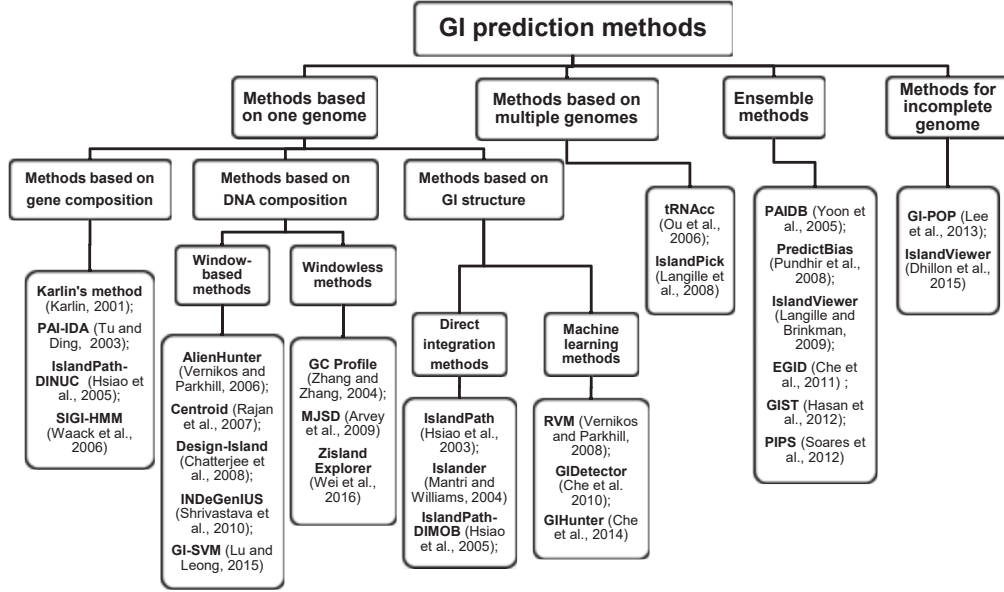 GI prediction methods
Methods based
on one genome
Methods based on
multiple genomes
Ensemble
methods
Methods for
incomplete
genome
Methods based on
gene composition
Methods based on
DNA composition
Methods based on
GI structure
Window-
based methods
Windowless
methods
Direct
integration
methods
Machine
learning
methods
Karlin's method
(Karlin, 2001);
PAI-IDA (Tu and
Ding, 2003);
IslandPath-
DINUC (Hsiao et
al., 2005);
SIGI-HMM
(Waack et al.,
2006)
AlienHunter
(Vernikos and
Parkhill, 2006);
Centroid (Rajan
et al., 2007);
Design-Island
(Chatterjee et
al., 2008);
INDeGenIUS
(Shrivastava et
al., 2010);
GI-SVM (Lu and
Leong, 2015)
GC Profile
(Zhang and
Zhang, 2004);
MJSD (Arvey
et al., 2009)
Zisland
Explorer
(Wei et al.,
2016)
IslandPath
(Hsiao et al.,
2003);
Islander
(Mantri and
Williams, 2004)
IslandPath-
DIMOB (Hsiao
et al., 2005);
RVM (Vernikos
and Parkhill,
2008);
GIDetector
(Che et al.
2010);
GIHunter (Che
et al., 2014)
tRNAcc
(Ou et al.,
2006);
IslandPick
(Langille et
al., 2008)
PAIDB (Yoon et
al., 2005);
PredictBias
(Pundhir et al.,
2008);
IslandViewer
(Langille and
Brinkman,
2009);
EGID (Che et al.
2011) ;
GIST (Hasan et
al., 2012);
PIPS (Soares et
al., 2012)
GI-POP (Lee
et al., 2013);
IslandViewer
(Dhillon et al.,
2015)